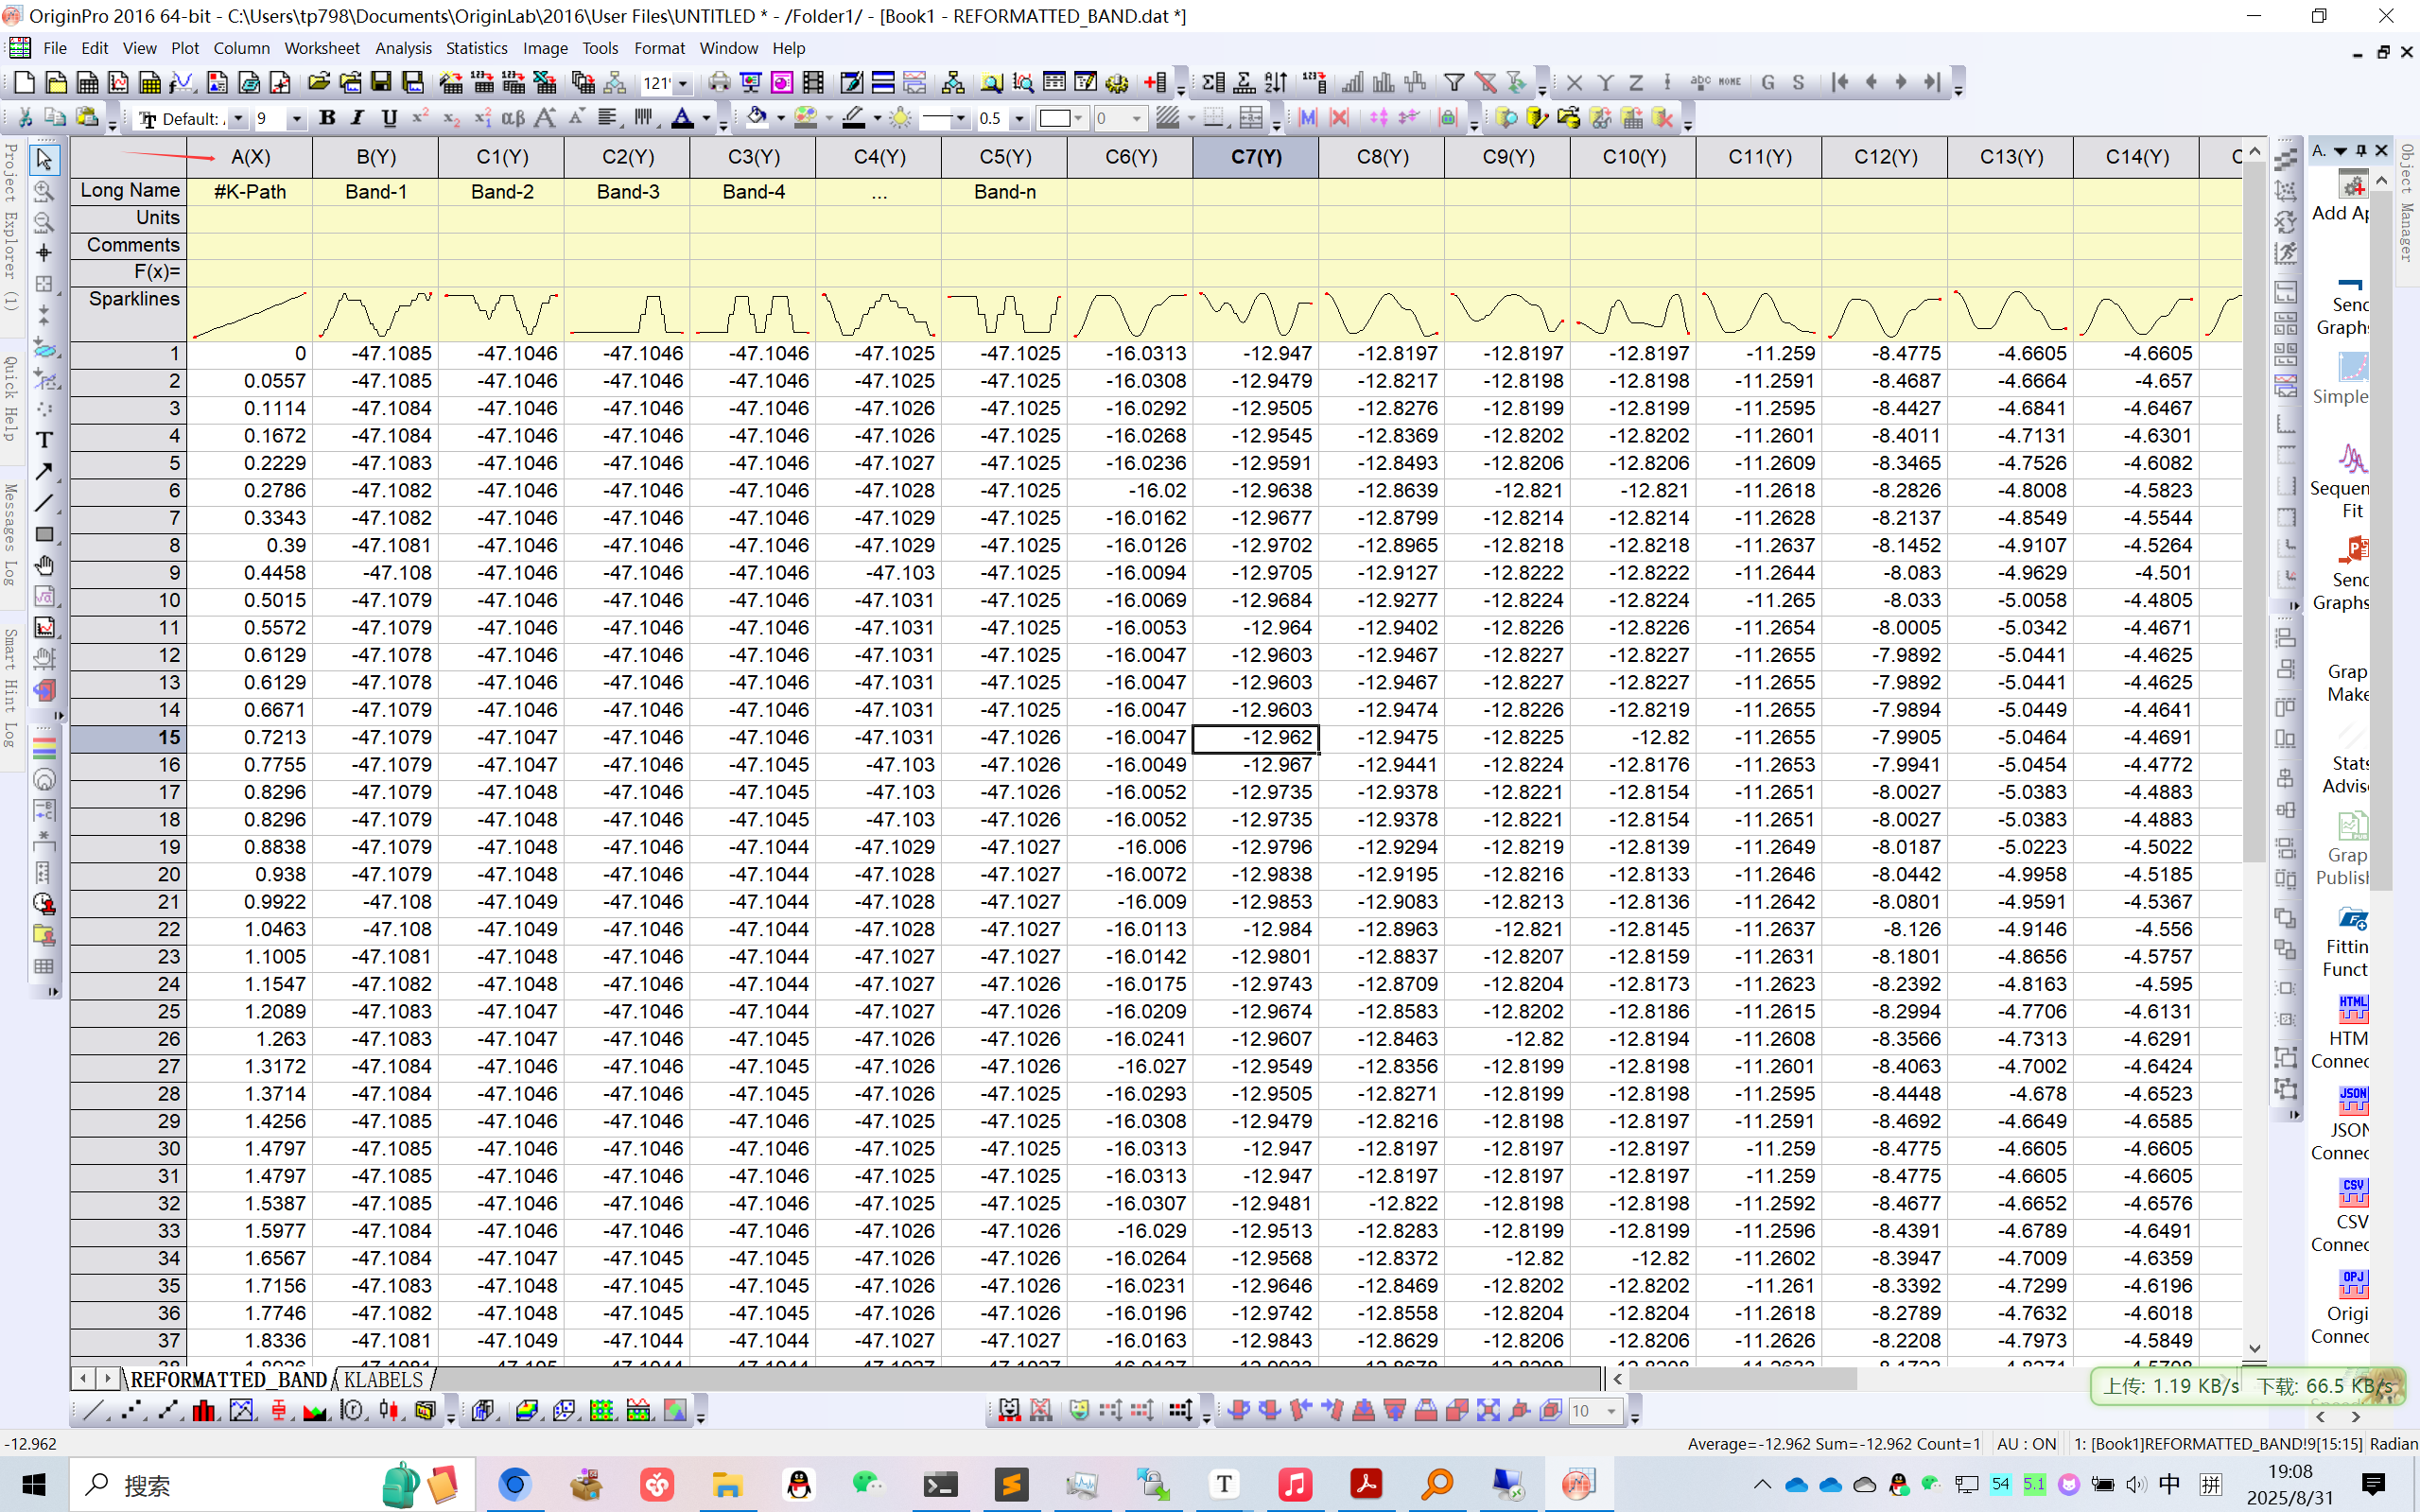 OriginPro 2016 64-bit - C:\Users\tp798\Documents\OriginLab\2016\User Files\UNTITLED * - /Folder1/ - [Book1 - REFORMATTED_BAND.dat *]
File Edit View Plot Column Worksheet Analysis Statistics Image Tools Format Window Help
Default: 9 B I U 0.5 0
A(X) B(Y) C1(Y) C2(Y) C3(Y) C4(Y) C5(Y) C6(Y) C7(Y) C8(Y) C9(Y) C10(Y) C11(Y) C12(Y) C13(Y) C14(Y)
Long Name #K-Path Band-1 Band-2 Band-3 Band-4 ... Band-n
Units
Comments
F(x)=
Sparklines
1 0 -47.1085 -47.1046 -47.1046 -47.1046 -47.1025 -47.1025 -16.0313 -12.947 -12.8197 -12.8197 -12.8197 -11.259 -8.4775 -4.6605 -4.6605
2 0.0557 -47.1085 -47.1046 -47.1046 -47.1046 -47.1025 -47.1025 -16.0308 -12.9479 -12.8217 -12.8198 -12.8198 -11.2591 -8.4687 -4.6664 -4.657
3 0.1114 -47.1084 -47.1046 -47.1046 -47.1046 -47.1026 -47.1025 -16.0292 -12.9505 -12.8276 -12.8199 -12.8199 -11.2595 -8.4427 -4.6841 -4.6467
4 0.1672 -47.1084 -47.1046 -47.1046 -47.1046 -47.1026 -47.1025 -16.0268 -12.9545 -12.8369 -12.8202 -12.8202 -11.2601 -8.4011 -4.7131 -4.6301
5 0.2229 -47.1083 -47.1046 -47.1046 -47.1046 -47.1027 -47.1025 -16.0236 -12.9591 -12.8493 -12.8206 -12.8206 -11.2609 -8.3465 -4.7526 -4.6082
6 0.2786 -47.1082 -47.1046 -47.1046 -47.1046 -47.1028 -47.1025 -16.02 -12.9638 -12.8639 -12.821 -12.821 -11.2618 -8.2826 -4.8008 -4.5823
7 0.3343 -47.1082 -47.1046 -47.1046 -47.1046 -47.1029 -47.1025 -16.0162 -12.9677 -12.8799 -12.8214 -12.8214 -11.2628 -8.2137 -4.8549 -4.5544
8 0.39 -47.1081 -47.1046 -47.1046 -47.1046 -47.1029 -47.1025 -16.0126 -12.9702 -12.8965 -12.8218 -12.8218 -11.2637 -8.1452 -4.9107 -4.5264
9 0.4458 -47.108 -47.1046 -47.1046 -47.1046 -47.103 -47.1025 -16.0094 -12.9705 -12.9127 -12.8222 -12.8222 -11.2644 -8.083 -4.9629 -4.501
10 0.5015 -47.1079 -47.1046 -47.1046 -47.1046 -47.1031 -47.1025 -16.0069 -12.9684 -12.9277 -12.8224 -12.8224 -11.265 -8.033 -5.0058 -4.4805
11 0.5572 -47.1079 -47.1046 -47.1046 -47.1046 -47.1031 -47.1025 -16.0053 -12.964 -12.9402 -12.8226 -12.8226 -11.2654 -8.0005 -5.0342 -4.4671
12 0.6129 -47.1078 -47.1046 -47.1046 -47.1046 -47.1031 -47.1025 -16.0047 -12.9603 -12.9467 -12.8227 -12.8227 -11.2655 -7.9892 -5.0441 -4.4625
13 0.6129 -47.1078 -47.1046 -47.1046 -47.1046 -47.1031 -47.1025 -16.0047 -12.9603 -12.9467 -12.8227 -12.8227 -11.2655 -7.9892 -5.0441 -4.4625
14 0.6671 -47.1079 -47.1046 -47.1046 -47.1046 -47.1031 -47.1025 -16.0047 -12.9603 -12.9474 -12.8226 -12.8219 -11.2655 -7.9894 -5.0449 -4.4641
15 0.7213 -47.1079 -47.1047 -47.1046 -47.1046 -47.1031 -47.1026 -16.0047 -12.962 -12.9475 -12.8225 -12.82 -11.2655 -7.9905 -5.0464 -4.4691
16 0.7755 -47.1079 -47.1047 -47.1046 -47.1045 -47.103 -47.1026 -16.0049 -12.967 -12.9441 -12.8224 -12.8176 -11.2653 -7.9941 -5.0454 -4.4772
17 0.8296 -47.1079 -47.1048 -47.1046 -47.1045 -47.103 -47.1026 -16.0052 -12.9735 -12.9378 -12.8221 -12.8154 -11.2651 -8.0027 -5.0383 -4.4883
18 0.8296 -47.1079 -47.1048 -47.1046 -47.1045 -47.103 -47.1026 -16.0052 -12.9735 -12.9378 -12.8221 -12.8154 -11.2651 -8.0027 -5.0383 -4.4883
19 0.8838 -47.1079 -47.1048 -47.1046 -47.1044 -47.1029 -47.1027 -16.006 -12.9796 -12.9294 -12.8219 -12.8139 -11.2649 -8.0187 -5.0223 -4.5022
20 0.938 -47.1079 -47.1048 -47.1046 -47.1044 -47.1028 -47.1027 -16.0072 -12.9838 -12.9195 -12.8216 -12.8133 -11.2646 -8.0442 -4.9958 -4.5185
21 0.9922 -47.108 -47.1049 -47.1046 -47.1044 -47.1028 -47.1027 -16.009 -12.9853 -12.9083 -12.8213 -12.8136 -11.2642 -8.0801 -4.9591 -4.5367
22 1.0463 -47.108 -47.1049 -47.1046 -47.1044 -47.1028 -47.1027 -16.0113 -12.984 -12.8963 -12.821 -12.8145 -11.2637 -8.126 -4.9146 -4.556
23 1.1005 -47.1081 -47.1048 -47.1046 -47.1044 -47.1027 -47.1027 -16.0142 -12.9801 -12.8837 -12.8207 -12.8159 -11.2631 -8.1801 -4.8656 -4.5757
24 1.1547 -47.1082 -47.1048 -47.1046 -47.1044 -47.1027 -47.1026 -16.0175 -12.9743 -12.8709 -12.8204 -12.8173 -11.2623 -8.2392 -4.8163 -4.595
25 1.2089 -47.1083 -47.1047 -47.1046 -47.1044 -47.1027 -47.1026 -16.0209 -12.9674 -12.8583 -12.8202 -12.8186 -11.2615 -8.2994 -4.7706 -4.6131
26 1.263 -47.1083 -47.1047 -47.1046 -47.1045 -47.1026 -47.1026 -16.0241 -12.9607 -12.8463 -12.82 -12.8194 -11.2608 -8.3566 -4.7313 -4.6291
27 1.3172 -47.1084 -47.1046 -47.1046 -47.1045 -47.1026 -47.1026 -16.027 -12.9549 -12.8356 -12.8199 -12.8198 -11.2601 -8.4063 -4.7002 -4.6424
28 1.3714 -47.1084 -47.1046 -47.1046 -47.1045 -47.1026 -47.1025 -16.0293 -12.9505 -12.8271 -12.8199 -12.8198 -11.2595 -8.4448 -4.678 -4.6523
29 1.4256 -47.1085 -47.1046 -47.1046 -47.1046 -47.1025 -47.1025 -16.0308 -12.9479 -12.8216 -12.8198 -12.8197 -11.2591 -8.4692 -4.6649 -4.6585
30 1.4797 -47.1085 -47.1046 -47.1046 -47.1046 -47.1025 -47.1025 -16.0313 -12.947 -12.8197 -12.8197 -12.8197 -11.259 -8.4775 -4.6605 -4.6605
31 1.4797 -47.1085 -47.1046 -47.1046 -47.1046 -47.1025 -47.1025 -16.0313 -12.947 -12.8197 -12.8197 -12.8197 -11.259 -8.4775 -4.6605 -4.6605
32 1.5387 -47.1085 -47.1046 -47.1046 -47.1046 -47.1025 -47.1025 -16.0307 -12.9481 -12.822 -12.8198 -12.8198 -11.2592 -8.4677 -4.6652 -4.6576
33 1.5977 -47.1084 -47.1046 -47.1046 -47.1046 -47.1026 -47.1026 -16.029 -12.9513 -12.8283 -12.8199 -12.8199 -11.2596 -8.4391 -4.6789 -4.6491
34 1.6567 -47.1084 -47.1047 -47.1045 -47.1045 -47.1026 -47.1026 -16.0264 -12.9568 -12.8372 -12.82 -12.82 -11.2602 -8.3947 -4.7009 -4.6359
35 1.7156 -47.1083 -47.1048 -47.1045 -47.1045 -47.1026 -47.1026 -16.0231 -12.9646 -12.8469 -12.8202 -12.8202 -11.261 -8.3392 -4.7299 -4.6196
36 1.7746 -47.1082 -47.1048 -47.1045 -47.1045 -47.1026 -47.1026 -16.0196 -12.9742 -12.8558 -12.8204 -12.8204 -11.2618 -8.2789 -4.7632 -4.6018
37 1.8336 -47.1081 -47.1049 -47.1044 -47.1044 -47.1027 -47.1027 -16.0163 -12.9843 -12.8629 -12.8206 -12.8206 -11.2626 -8.2208 -4.7973 -4.5849
REFORMATTED_BAND KLABELS
Project Explorer (1)
Quick Help
Messages Log
Smart Hint Log
Object Manager
Add Ap
Send
Graphs
Simple
Sequen
Fit
Send
Graphs
Grap
Make
Stats
Advis
Grap
Publish
Fittin
Funct
HTML
HTM
Connec
JSON
JSON
Connec
CSV
CSV
Connec
OPJ
Origi
Connec
上传: 1.19 KB/s 下载: 66.5 KB/s
10
-12.962 Average=-12.962 Sum=-12.962 Count=1 AU : ON 1: [Book1]REFORMATTED_BAND!9[15:15] Radian
搜索
54 5.1 中 拼
19:08
2025/8/31